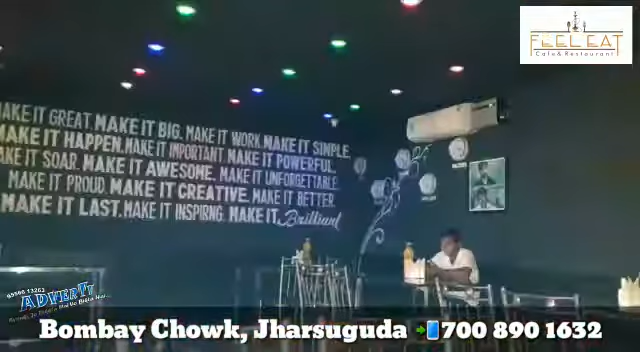 FEEL EAT
Cafe & Restaurant
MAKE IT GREAT. MAKE IT BIG. MAKE IT WORK. MAKE IT SIMPLE.
MAKE IT HAPPEN. MAKE IT IMPORTANT. MAKE IT POWERFUL.
MAKE IT SOAR. MAKE IT AWESOME. MAKE IT UNFORGETTABLE.
MAKE IT PROUD. MAKE IT CREATIVE. MAKE IT BETTER.
MAKE IT LAST. MAKE IT INSPIRNG. MAKE IT Brilliant
ADVERIT
Bombay Chowk, Jharsuguda 700 890 1632